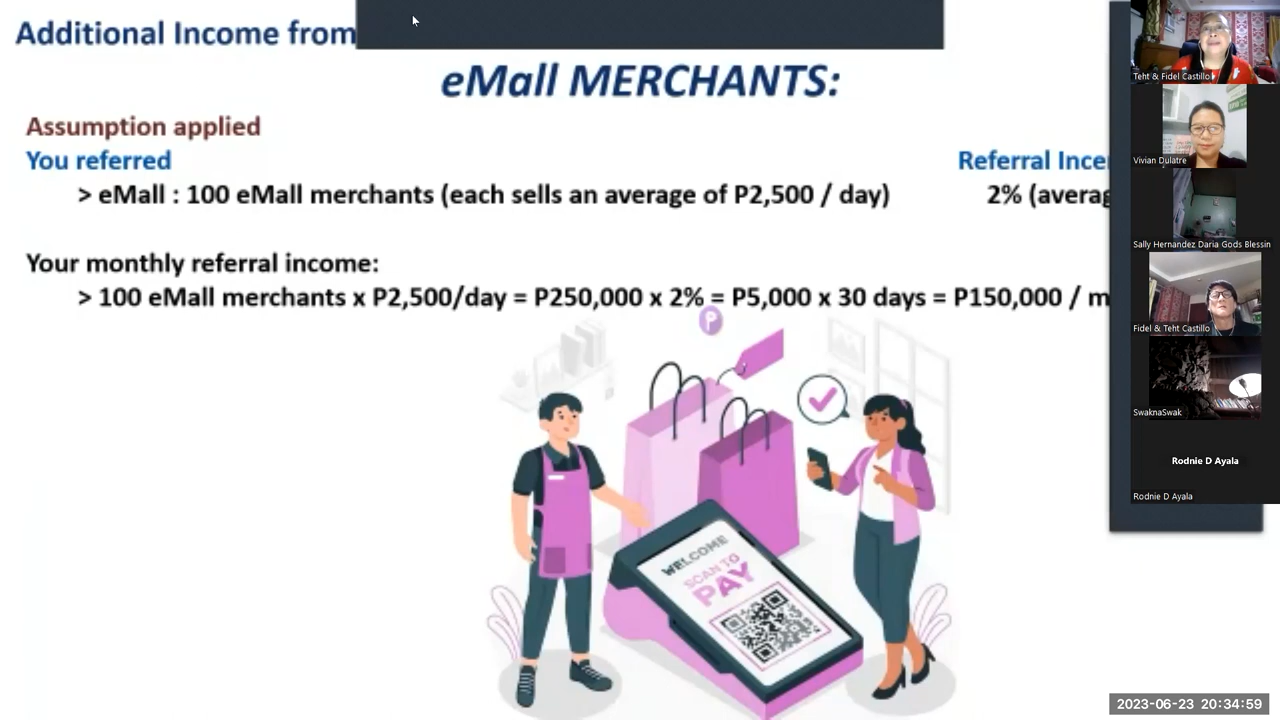 Additional Income from
eMall MERCHANTS:
Assumption applied
You referred
> eMall : 100 eMall merchants (each sells an average of P2,500 / day)
2%
Your monthly referral income:
> 100 eMall merchants x P2,500/day = P250,000 x 2% = P5,000 x 30 days = P150,000 /
P
WELCOME
SCAN TO
PAY
Teht & Fidel Castillo
Vivian Dulatre
Sally Hernandez Daria Gods Blessin
Fidel & Teht Castillo
SwaknaSwak
Rodnie D Ayala
Rodnie D Ayala
2023-06-23 20:34:59